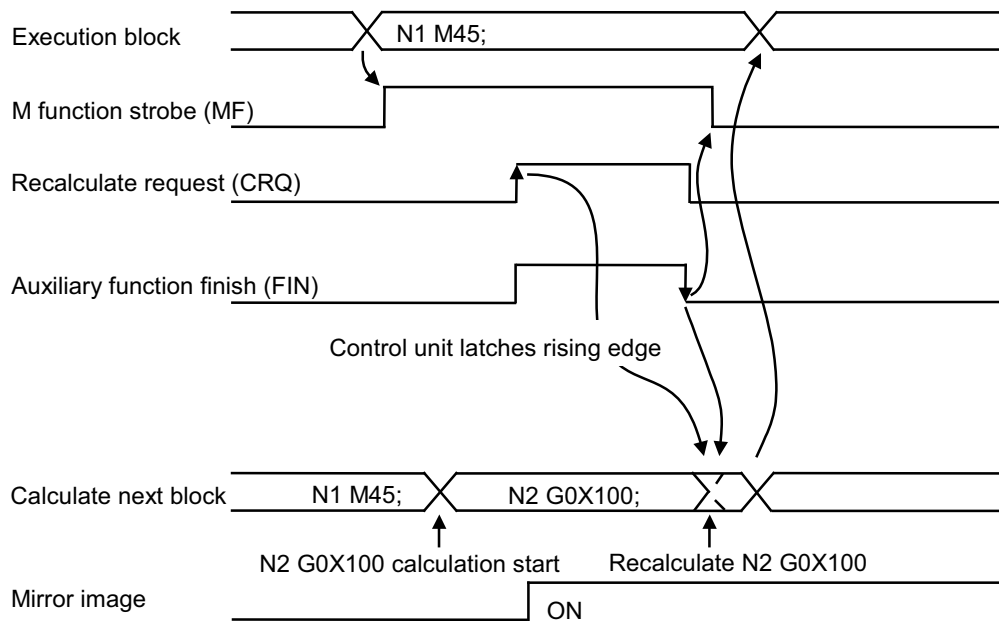 Execution block
N1 M45;
M function strobe (MF)
Recalculate request (CRQ)
Auxiliary function finish (FIN)
Control unit latches rising edge
Calculate next block
N1 M45;
N2 G0X100;
N2 G0X100 calculation start
Recalculate N2 G0X100
Mirror image
ON